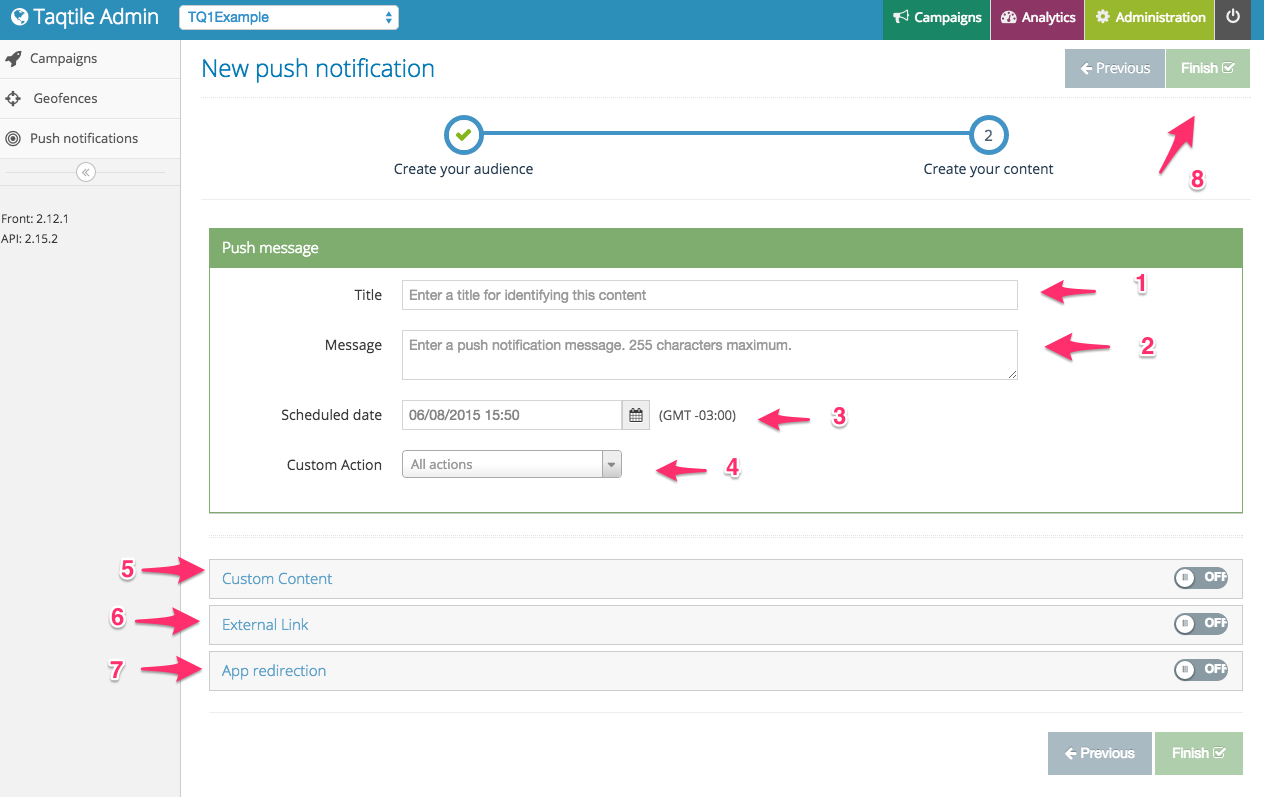 Taqtile Admin
TQ1Example
Campaigns
Analytics
Administration
Campaigns
Geofences
Push notifications
Front: 2.12.1
API: 2.15.2
New push notification
Previous
Finish
2
Create your audience
Create your content
8
Push message
Title
Enter a title for identifying this content
1
Message
Enter a push notification message. 255 characters maximum.
2
Scheduled date
06/08/2015 15:50
(GMT -03:00)
3
Custom Action
All actions
4
5
Custom Content
OFF
6
External Link
OFF
7
App redirection
OFF
Previous
Finish